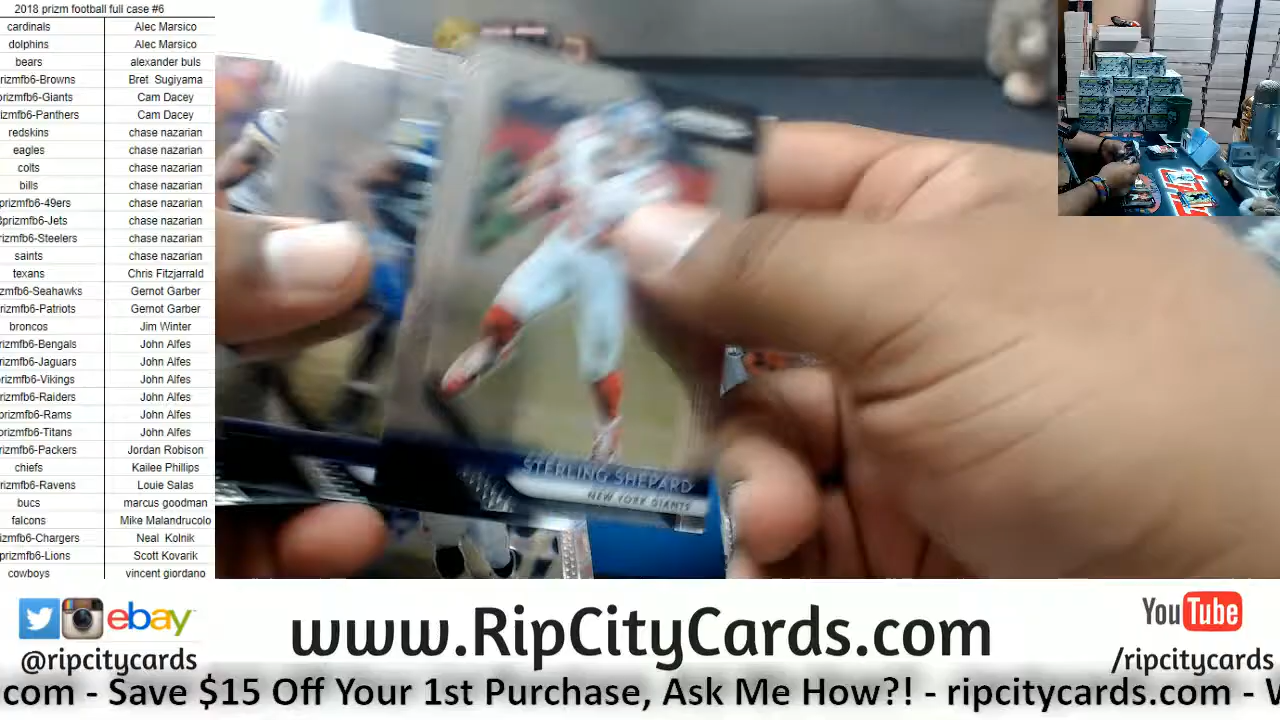 2018 prizm football full case #6
cardinals Alec Marsico
dolphins Alec Marsico
bears alexander buls
rizmfb6-Browns Bret Sugiyama
rizmfb6-Giants Cam Dacey
rizmfb6-Panthers Cam Dacey
redskins chase nazarian
eagles chase nazarian
colts chase nazarian
bills chase nazarian
rizmfb6-49ers chase nazarian
prizmfb6-Jets chase nazarian
rizmfb6-Steelers chase nazarian
saints chase nazarian
texans Chris Fitzjarrald
zmfb6-Seahawks Gernot Garber
rizmfb6-Patriots Gernot Garber
broncos Jim Winter
rizmfb6-Bengals John Alfes
rizmfb6-Jaguars John Alfes
rizmfb6-Vikings John Alfes
rizmfb6-Raiders John Alfes
prizmfb6-Rams John Alfes
prizmfb6-Titans John Alfes
rizmfb6-Packers Jordan Robison
chiefs Kailee Phillips
rizmfb6-Ravens Louie Salas
bucs marcus goodman
falcons Mike Malandrucolo
izmfb6-Chargers Neal Kolnik
prizmfb6-Lions Scott Kovarik
cowboys vincent giordano
STERLING SHEPARD
NEW YORK GIANTS
ebay
@ripcitycards
www.RipCityCards.com
YouTube
/ripcitycards
com - Save $15 Off Your 1st Purchase, Ask Me How?! - ripcitycards.com -